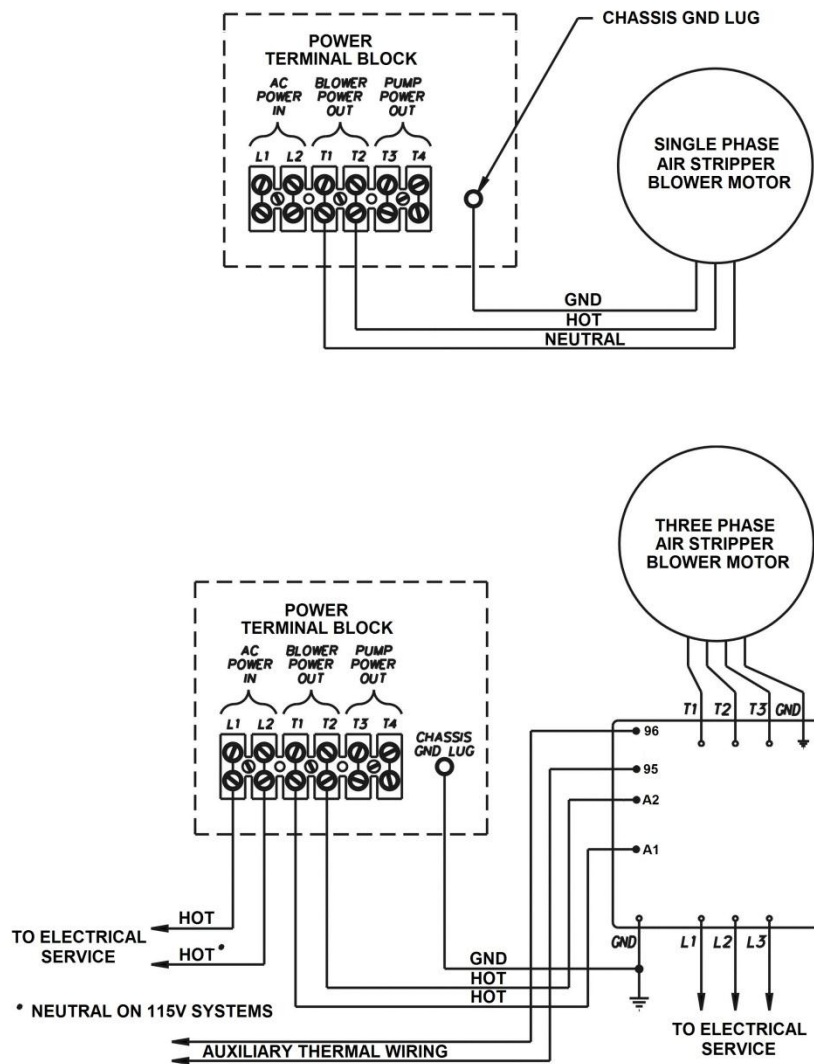 CHASSIS GND LUG
POWER
TERMINAL BLOCK
AC
POWER
IN
BLOWER
POWER
OUT
PUMP
POWER
OUT
L1 L2 T1 T2 T3 T4
SINGLE PHASE
AIR STRIPPER
BLOWER MOTOR
GND
HOT
NEUTRAL
THREE PHASE
AIR STRIPPER
BLOWER MOTOR
POWER
TERMINAL BLOCK
AC
POWER
IN
BLOWER
POWER
OUT
PUMP
POWER
OUT
L1 L2 T1 T2 T3 T4
CHASSIS
GND LUG
T1 T2 T3 GND
96
95
A2
A1
HOT
TO ELECTRICAL
SERVICE
HOT*
GND
HOT
HOT
GND L1 L2 L3
* NEUTRAL ON 115V SYSTEMS
TO ELECTRICAL
SERVICE
AUXILIARY THERMAL WIRING